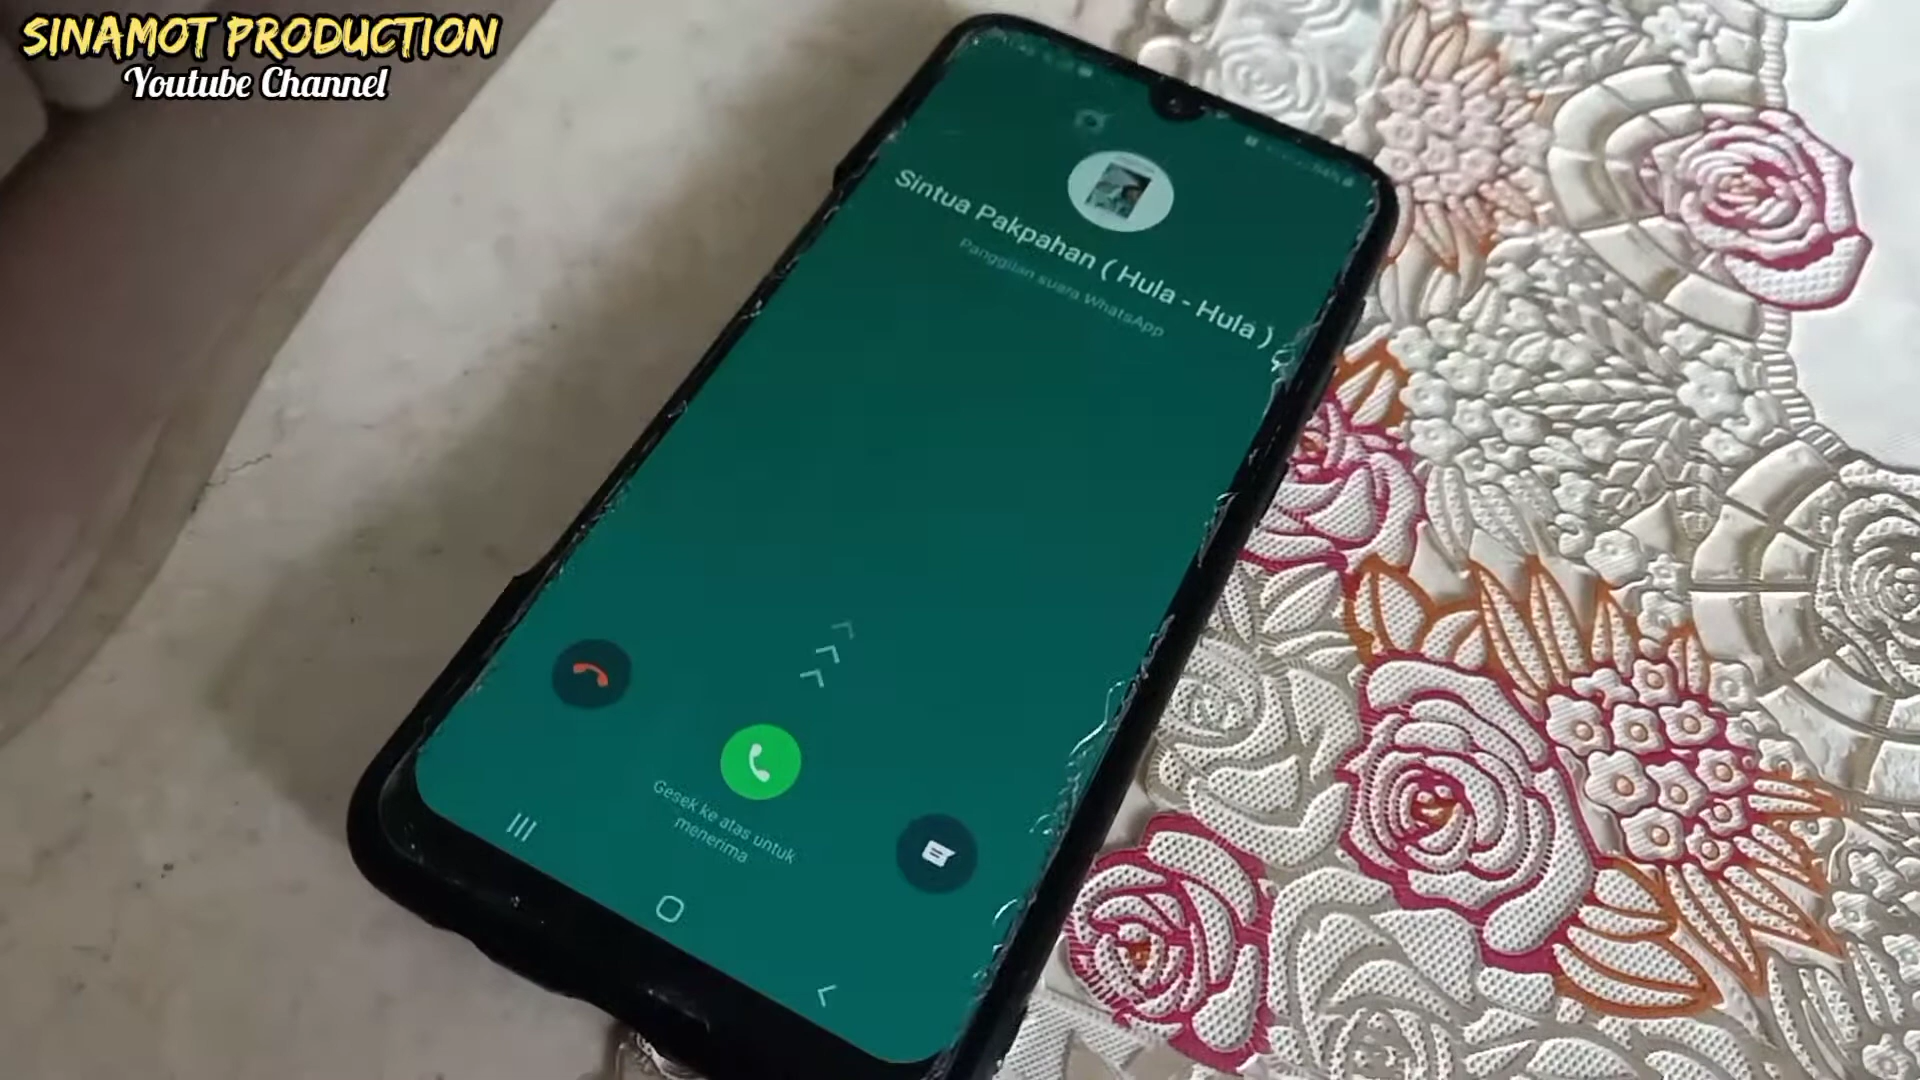 SINAMOT PRODUCTION
Youtube Channel
Sintua Pakpahan ( Hula - Hula )
Panggilan suara WhatsApp
Gesek ke atas untuk
menerima